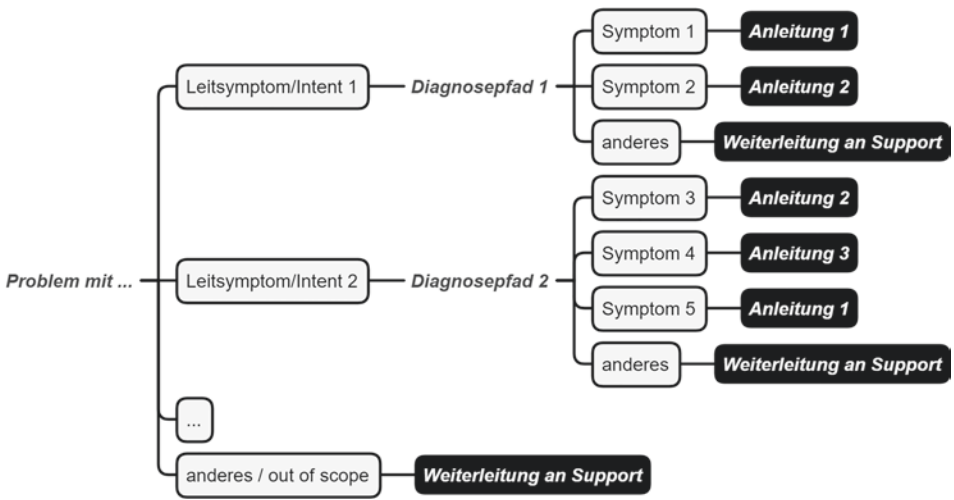 Symptom 1 Anleitung 1
Leitsymptom/Intent 1 Diagnosepfad 1 Symptom 2 Anleitung 2
anderes Weiterleitung an Support
Symptom 3 Anleitung 2
Symptom 4 Anleitung 3
Problem mit ... Leitsymptom/Intent 2 Diagnosepfad 2
Symptom 5 Anleitung 1
anderes Weiterleitung an Support
...
anderes / out of scope Weiterleitung an Support